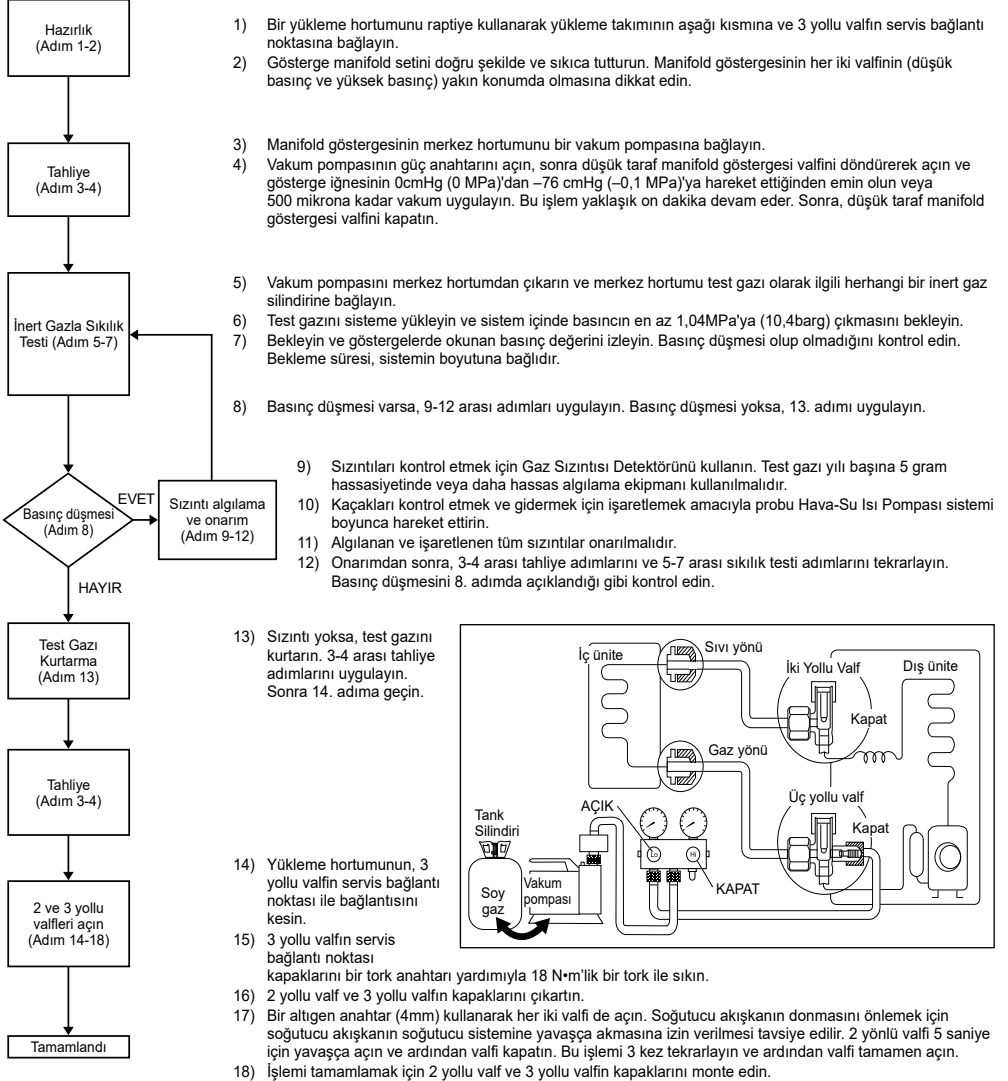 Hazırlık
(Adım 1-2)
1) Bir yükleme hortumunu raptiye kullanarak yükleme takımının aşağı kısmına ve 3 yollu valfın servis bağlantı
noktasına bağlayın.
2) Gösterge manifold setini doğru şekilde ve sıkıca tutturun. Manifold göstergesinin her iki valfinin (düşük
basınç ve yüksek basınç) yakın konumda olmasına dikkat edin.
Tahliye
(Adım 3-4)
3) Manifold göstergesinin merkez hortumunu bir vakum pompasına bağlayın.
4) Vakum pompasının güç anahtarını açın, sonra düşük taraf manifold göstergesi valfini döndürerek açın ve
gösterge iğnesinin 0cmHg (0 MPa)'dan –76 cmHg (–0,1 MPa)'ya hareket ettiğinden emin olun veya
500 mikrona kadar vakum uygulayın. Bu işlem yaklaşık on dakika devam eder. Sonra, düşük taraf manifold
göstergesi valfini kapatın.
İnert Gazla Sıkılık
Testi (Adım 5-7)
5) Vakum pompasını merkez hortumdan çıkarın ve merkez hortumu test gazı olarak ilgili herhangi bir inert gaz
silindirine bağlayın.
6) Test gazını sisteme yükleyin ve sistem içinde basıncın en az 1,04MPa'ya (10,4barg) çıkmasını bekleyin.
7) Bekleyin ve göstergelerde okunan basınç değerini izleyin. Basınç düşmesi olup olmadığını kontrol edin.
Bekleme süresi, sistemin boyutuna bağlıdır.
8) Basınç düşmesi varsa, 9-12 arası adımları uygulayın. Basınç düşmesi yoksa, 13. adımı uygulayın.
Basınç düşmesi
(Adım 8)
EVET
HAYIR
Sızıntı algılama
ve onarım
(Adım 9-12)
9) Sızıntıları kontrol etmek için Gaz Sızıntısı Detektörünü kullanın. Test gazı yılı başına 5 gram
hassasiyetinde veya daha hassas algılama ekipmanı kullanılmalıdır.
10) Kaçakları kontrol etmek ve gidermek için işaretlemek amacıyla probu Hava-Su Isı Pompası sistemi
boyunca hareket ettirin.
11) Algılanan ve işaretlenen tüm sızıntılar onarılmalıdır.
12) Onarımdan sonra, 3-4 arası tahliye adımlarını ve 5-7 arası sıkılık testi adımlarını tekrarlayın.
Basınç düşmesini 8. adımda açıklandığı gibi kontrol edin.
Test Gazı
Kurtarma
(Adım 13)
13) Sızıntı yoksa, test gazını
kurtarın. 3-4 arası tahliye
adımlarını uygulayın.
Sonra 14. adıma geçin.
İç ünite
Sıvı yönü
İki Yollu Valf
Dış ünite
Kapat
Gaz yönü
Üç yollu valf
Kapat
AÇIK
Tank
Silindiri
Lo
Hi
KAPAT
Soy
gaz
Vakum
pompası
Tahliye
(Adım 3-4)
2 ve 3 yollu
valfleri açın
(Adım 14-18)
14) Yükleme hortumunun, 3
yollu valfin servis bağlantı
noktası ile bağlantısını
kesin.
15) 3 yollu valfın servis
bağlantı noktası
kapaklarını bir tork anahtarı yardımıyla 18 N•m'lik bir tork ile sıkın.
16) 2 yollu valf ve 3 yollu valfın kapaklarını çıkartın.
17) Bir altıgen anahtar (4mm) kullanarak her iki valfi de açın. Soğutucu akışkanın donmasını önlemek için
soğutucu akışkanın soğutucu sistemine yavaşça akmasına izin verilmesi tavsiye edilir. 2 yönlü valfi 5 saniye
için yavaşça açın ve ardından valfi kapatın. Bu işlemi 3 kez tekrarlayın ve ardından valfi tamamen açın.
18) İşlemi tamamlamak için 2 yollu valf ve 3 yollu valfin kapaklarını monte edin.
Tamamlandı